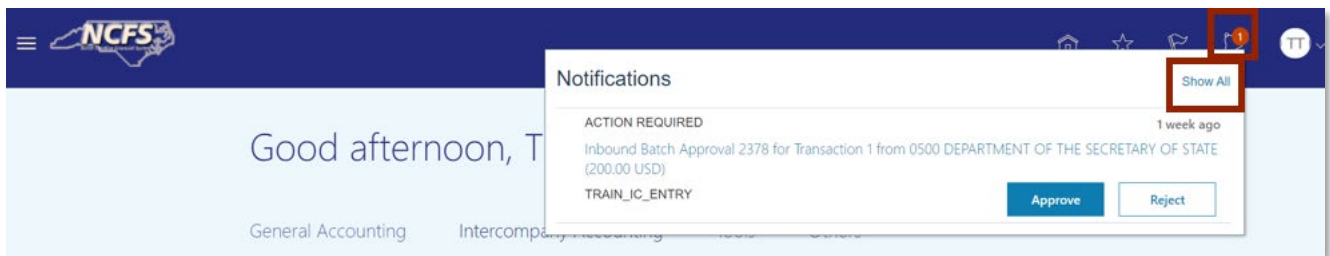 NCFS
1
TT
Notifications
Show All
ACTION REQUIRED
1 week ago
Inbound Batch Approval 2378 for Transaction 1 from 0500 DEPARTMENT OF THE SECRETARY OF STATE
(200.00 USD)
TRAIN_IC_ENTRY
Approve
Reject
Good afternoon, T
General Accounting
Intercompany Accounting